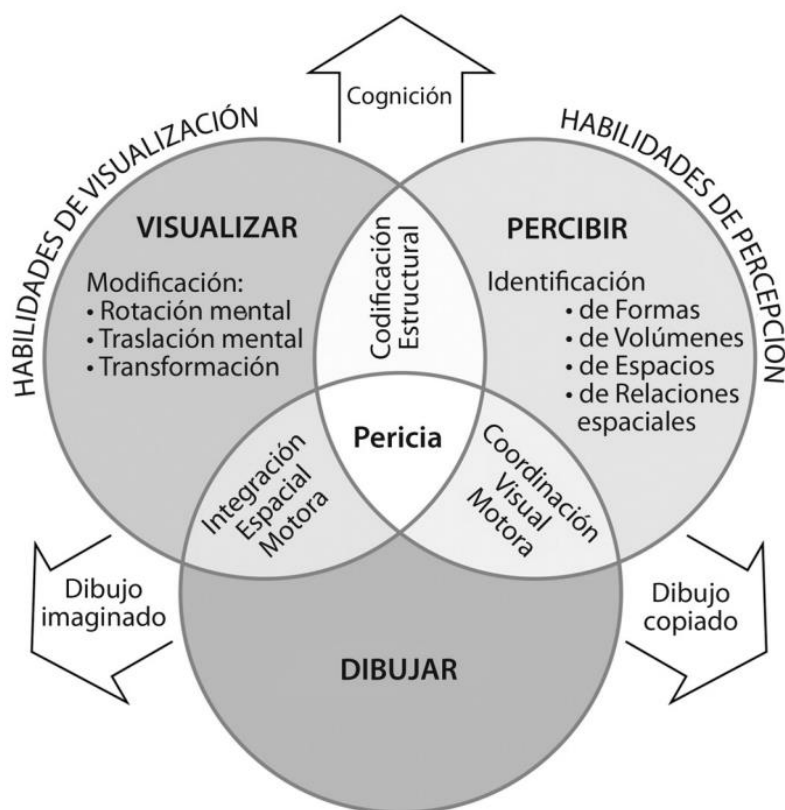 Cognición
HABILIDADES DE VISUALIZACIÓN
HABILIDADES DE PERCEPCION
VISUALIZAR
Modificación:
• Rotación mental
• Traslación mental
• Transformación
Codificación
Estructural
PERCIBIR
Identificación
• de Formas
• de Volúmenes
• de Espacios
• de Relaciones
espaciales
Pericia
Integración
Espacial
Motora
Coordinación
Visual
Motora
Dibujo
imaginado
Dibujo
copiado
DIBUJAR